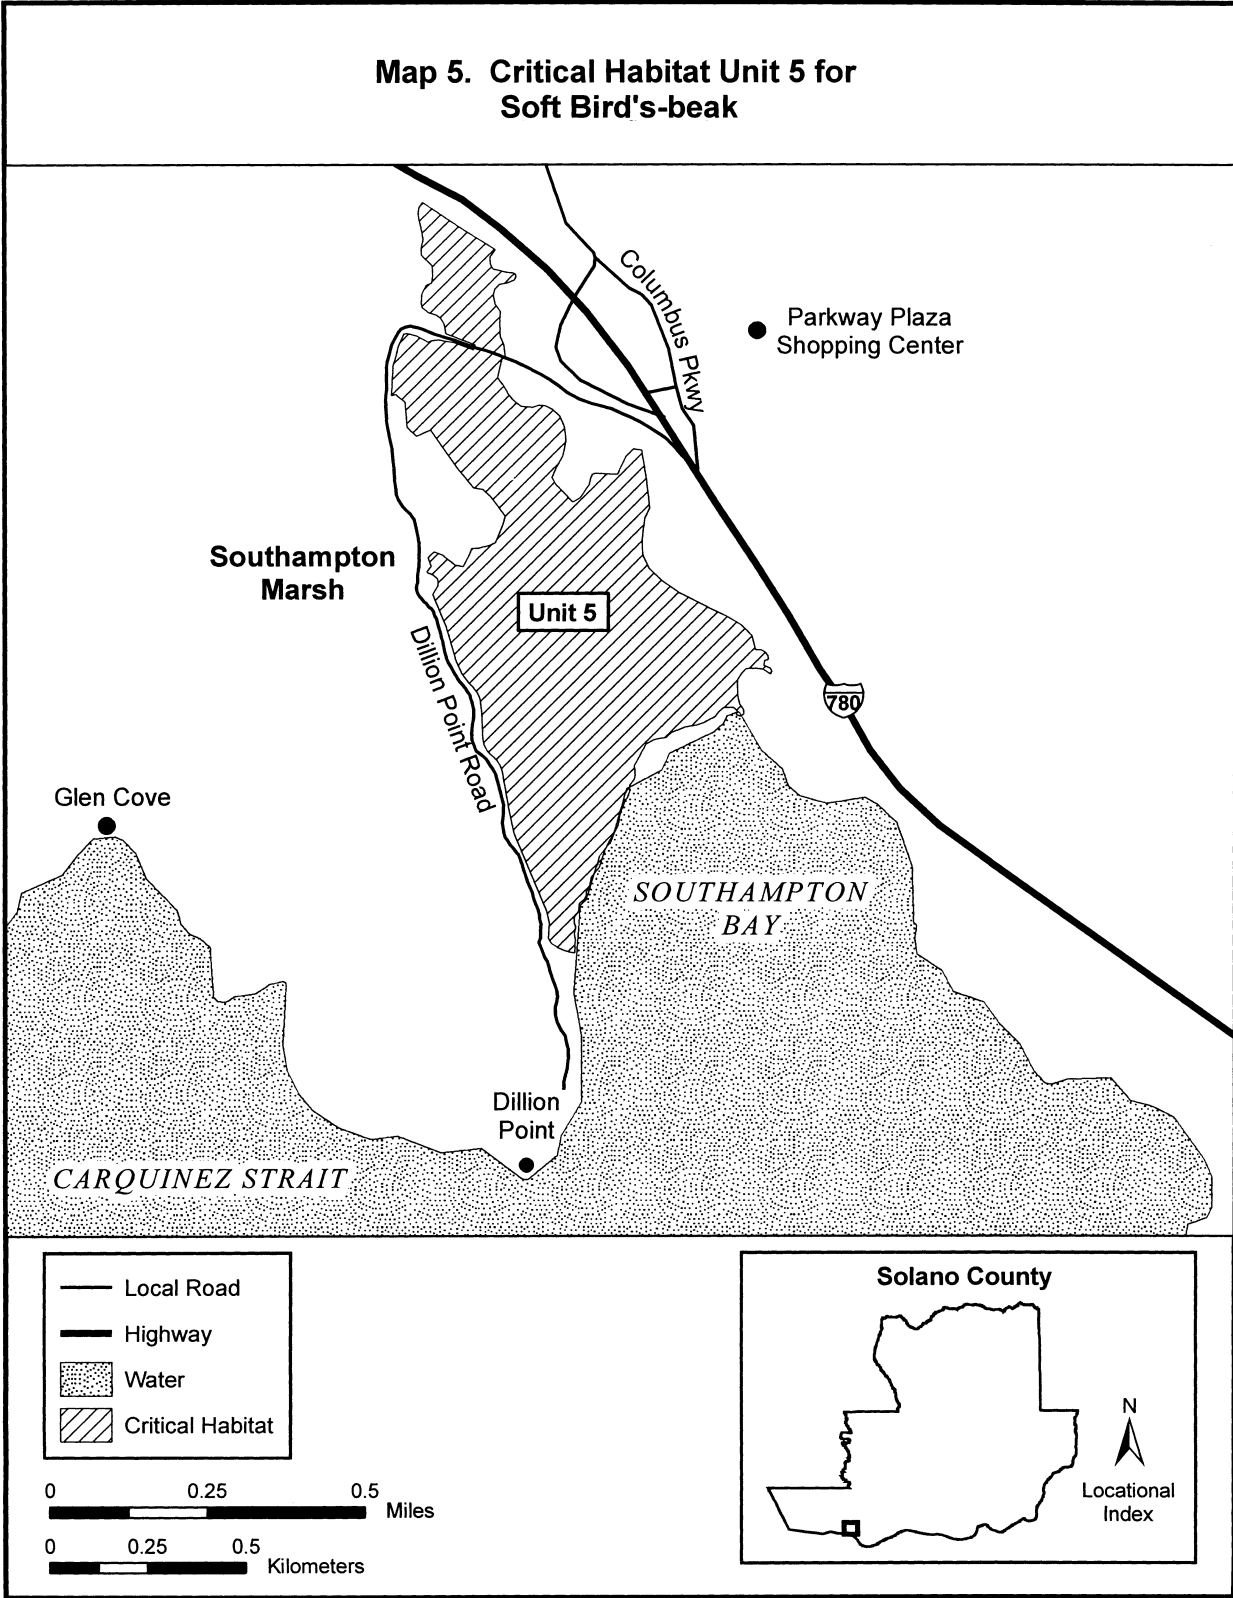 Map 5. Critical Habitat Unit 5 for
Soft Bird's-beak
Columbus Pkwy
Parkway Plaza
Shopping Center
Southampton
Marsh
Unit 5
Dillion Point Road
780
Glen Cove
SOUTHAMPTON
BAY
Dillion
Point
CARQUINEZ STRAIT
Local Road
Highway
Water
Critical Habitat
0 0.25 0.5
Miles
0 0.25 0.5
Kilometers
Solano County
N
Locational
Index